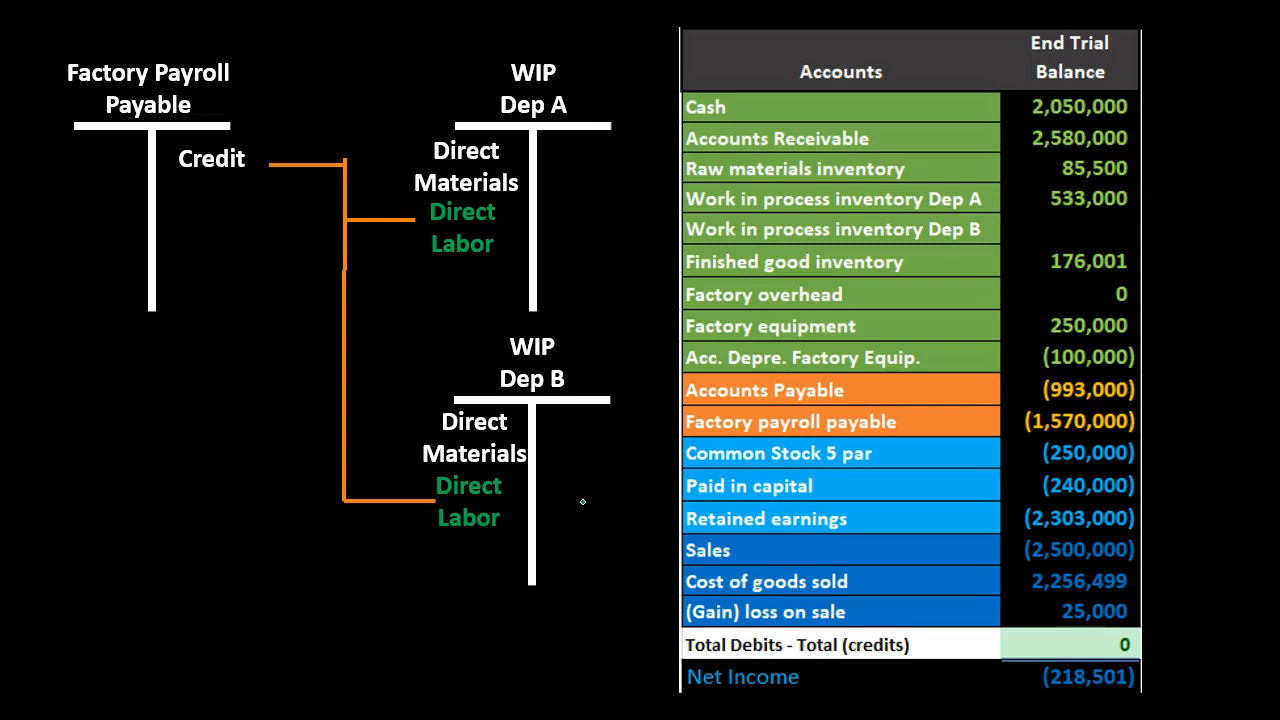 Factory Payroll
Payable
Credit
WIP
Dep A
Direct
Materials
Direct
Labor
WIP
Dep B
Direct
Materials
Direct
Labor
Accounts End Trial Balance
Cash 2,050,000
Accounts Receivable 2,580,000
Raw materials inventory 85,500
Work in process inventory Dep A 533,000
Work in process inventory Dep B
Finished good inventory 176,001
Factory overhead 0
Factory equipment 250,000
Acc. Depre. Factory Equip. (100,000)
Accounts Payable (993,000)
Factory payroll payable (1,570,000)
Common Stock 5 par (250,000)
Paid in capital (240,000)
Retained earnings (2,303,000)
Sales (2,500,000)
Cost of goods sold 2,256,499
(Gain) loss on sale 25,000
Total Debits - Total (credits) 0
Net Income (218,501)